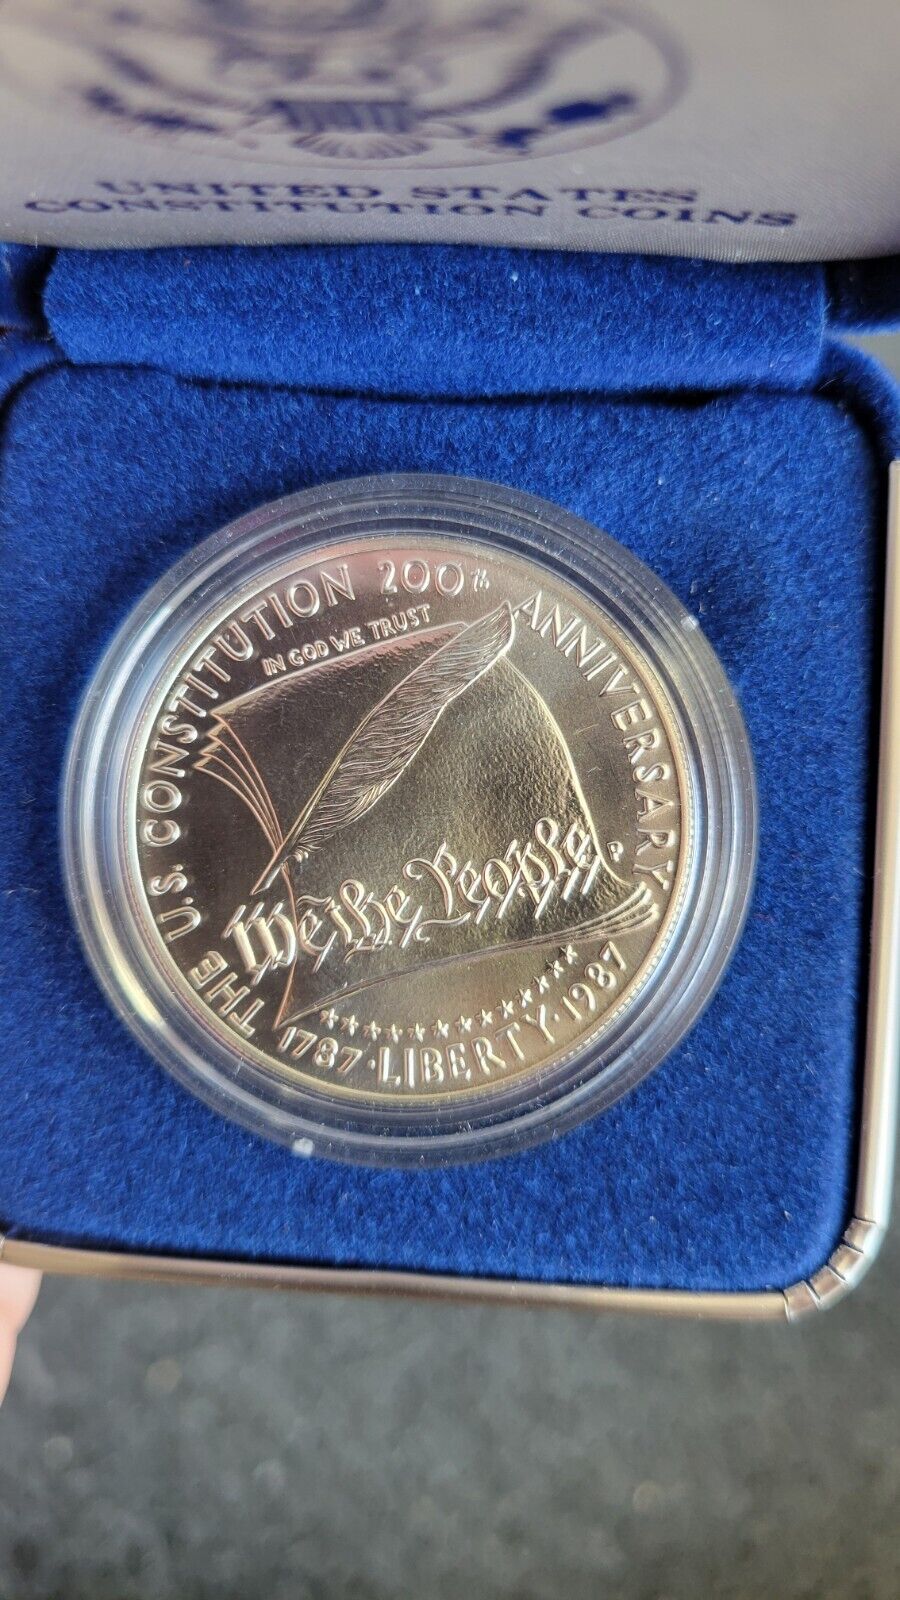 UNITED STATES
CONSTITUTION COINS
THE U.S. CONSTITUTION 200th ANNIVERSARY
IN GOD WE TRUST
P
We the People
1787 · LIBERTY · 1987